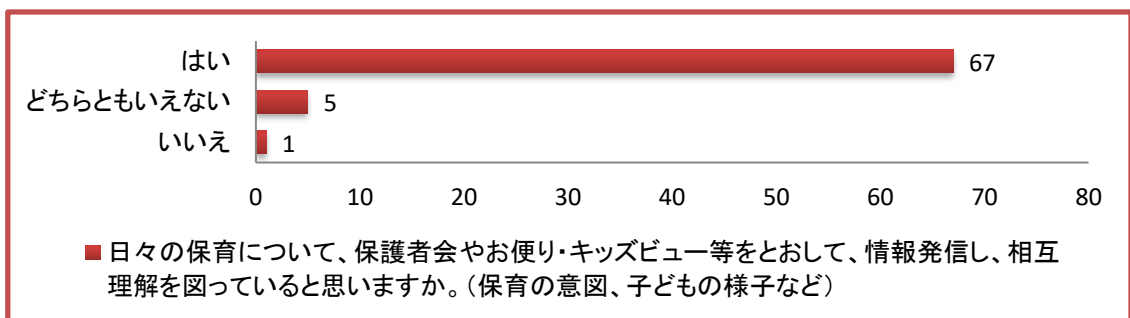 はい 67
どちらともいえない 5
いいえ 1
0 10 20 30 40 50 60 70 80
日々の保育について、保護者会やお便り・キッズビュー等をとおして、情報発信し、相互
理解を図っていると思いますか。（保育の意図、子どもの様子など）